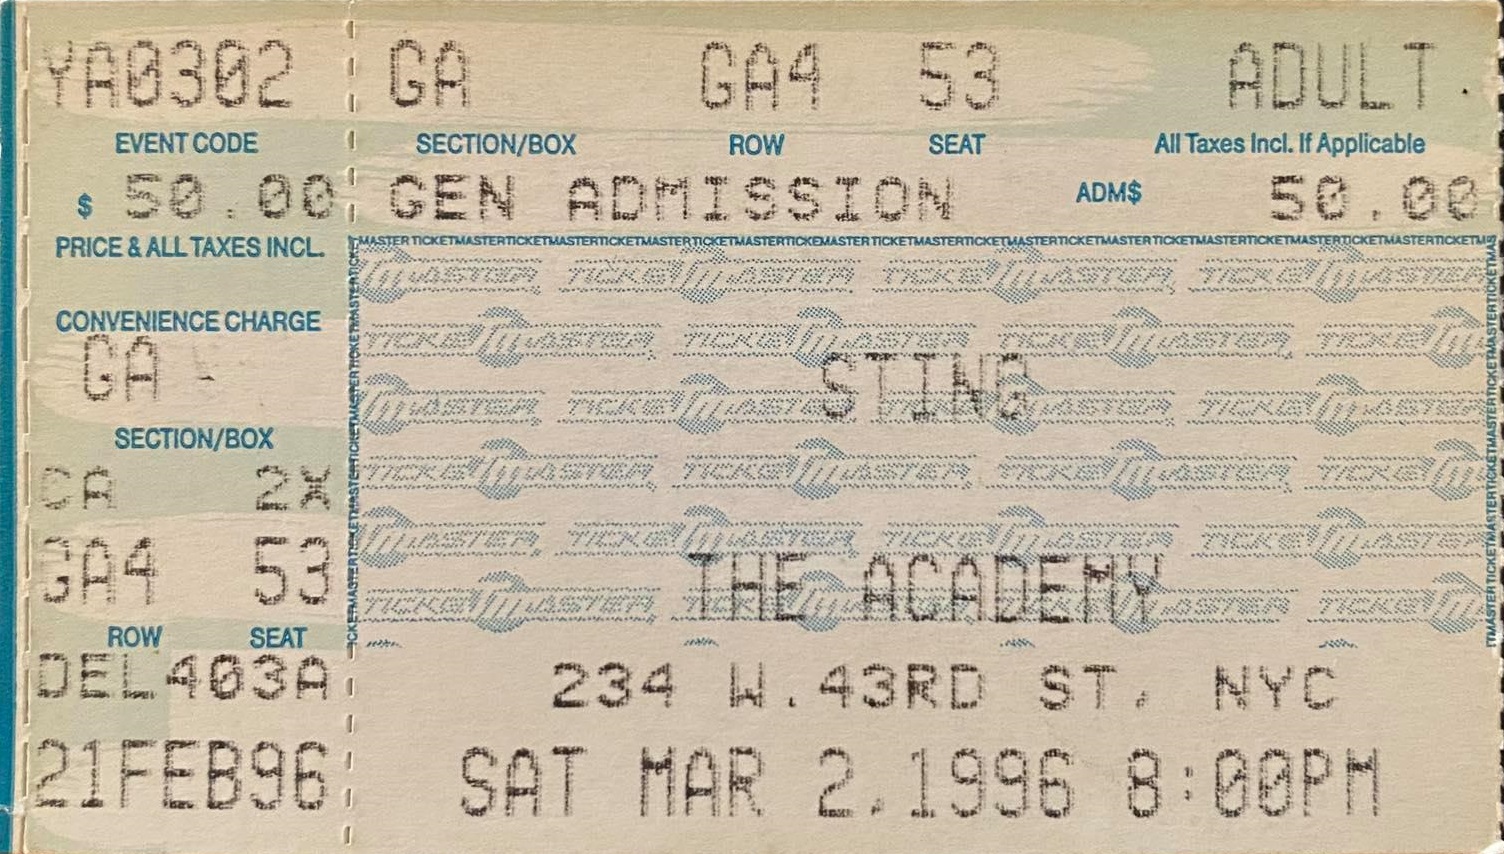 YA0302 GA GA4 53 ADULT
EVENT CODE SECTION/BOX ROW SEAT All Taxes Incl. If Applicable
$ 50.00 GEN ADMISSION ADM$ 50.00
PRICE & ALL TAXES INCL.
CONVENIENCE CHARGE
GA
SECTION/BOX
CA 2X
GA4 53
ROW SEAT
DEL403A
21FEB96
TICKETMASTER
STING
THE ACADEMY
234 W.43RD ST. NYC
SAT MAR 2,1996 8:00PM